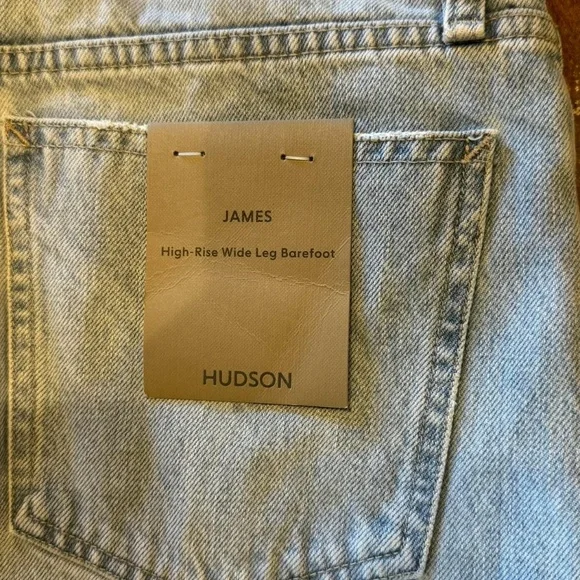 JAMES
High-Rise Wide Leg Barefoot
HUDSON